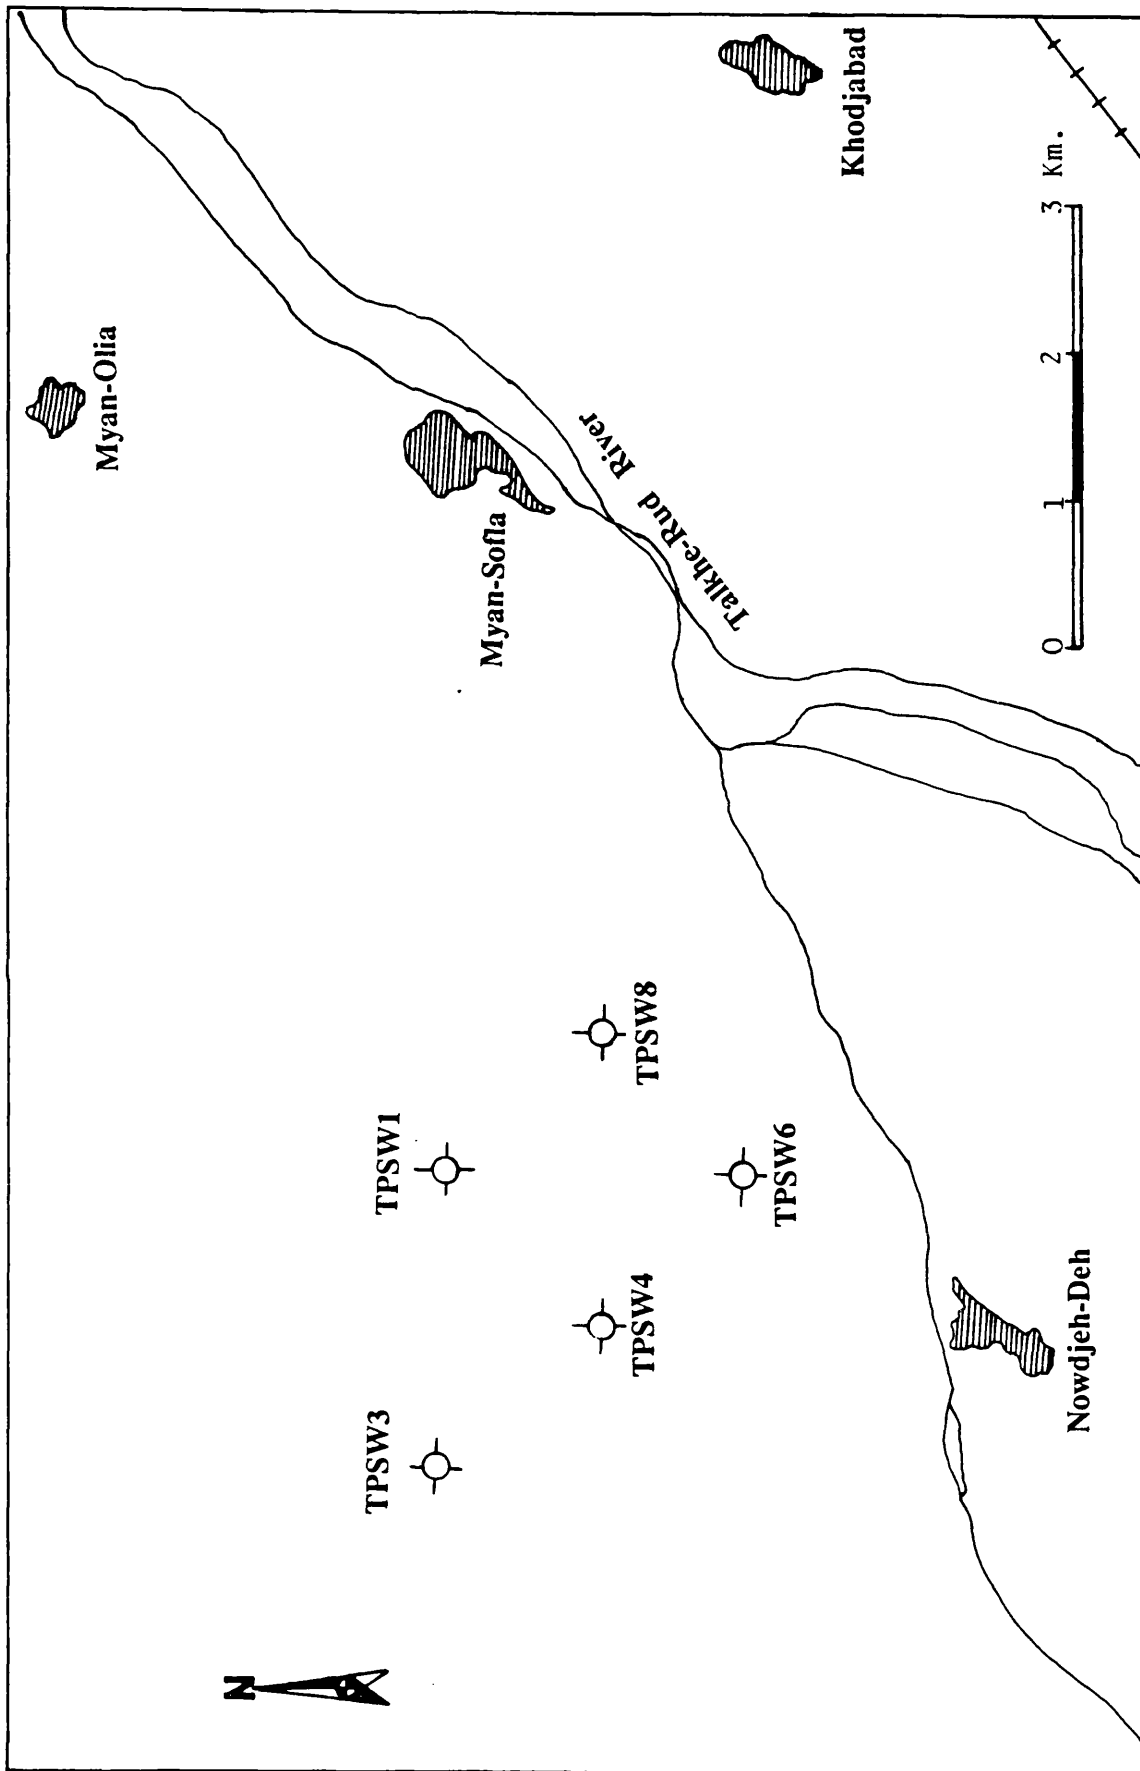 N
Myan-Olia
Myan-Sofla
Khodjabad
Talkhe-Rud River
TPSW3
TPSW1
TPSW4
TPSW8
TPSW6
Nowdjeh-Deh
0 1 2 3 Km.